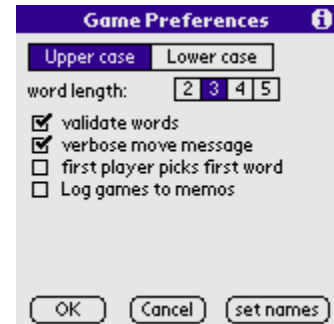 Game Preferences i
Upper case Lower case
word length: 2 3 4 5
validate words
verbose move message
first player picks first word
Log games to memos
OK Cancel set names